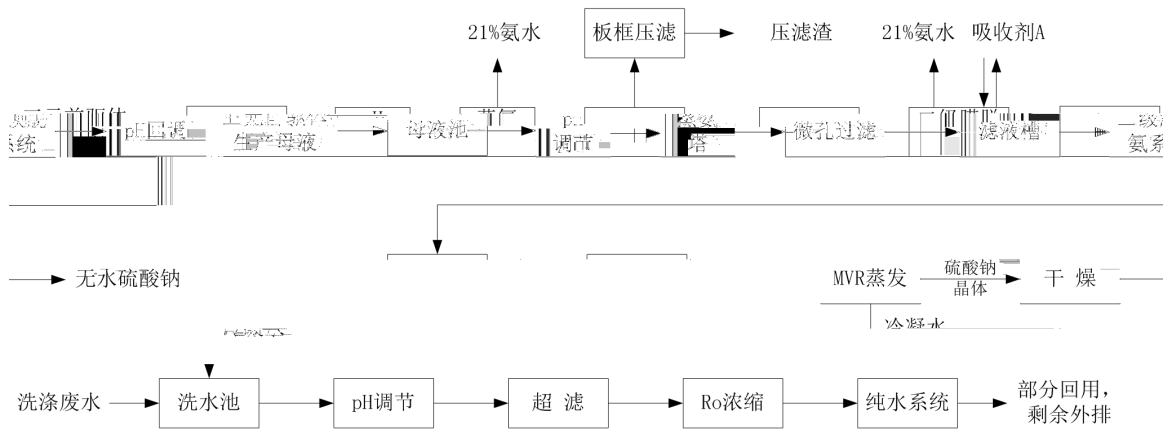 21%氨水
板框压滤
压滤渣
21%氨水
吸收剂A
系统
生产母液
母液池
调节
塔
微孔过滤
滤液槽
氨系
无水硫酸钠
MVR蒸发
硫酸钠
晶体
干 燥
冷凝水
洗涤废水
洗水池
pH调节
超 滤
Ro浓缩
纯水系统
部分回用,
剩余外排